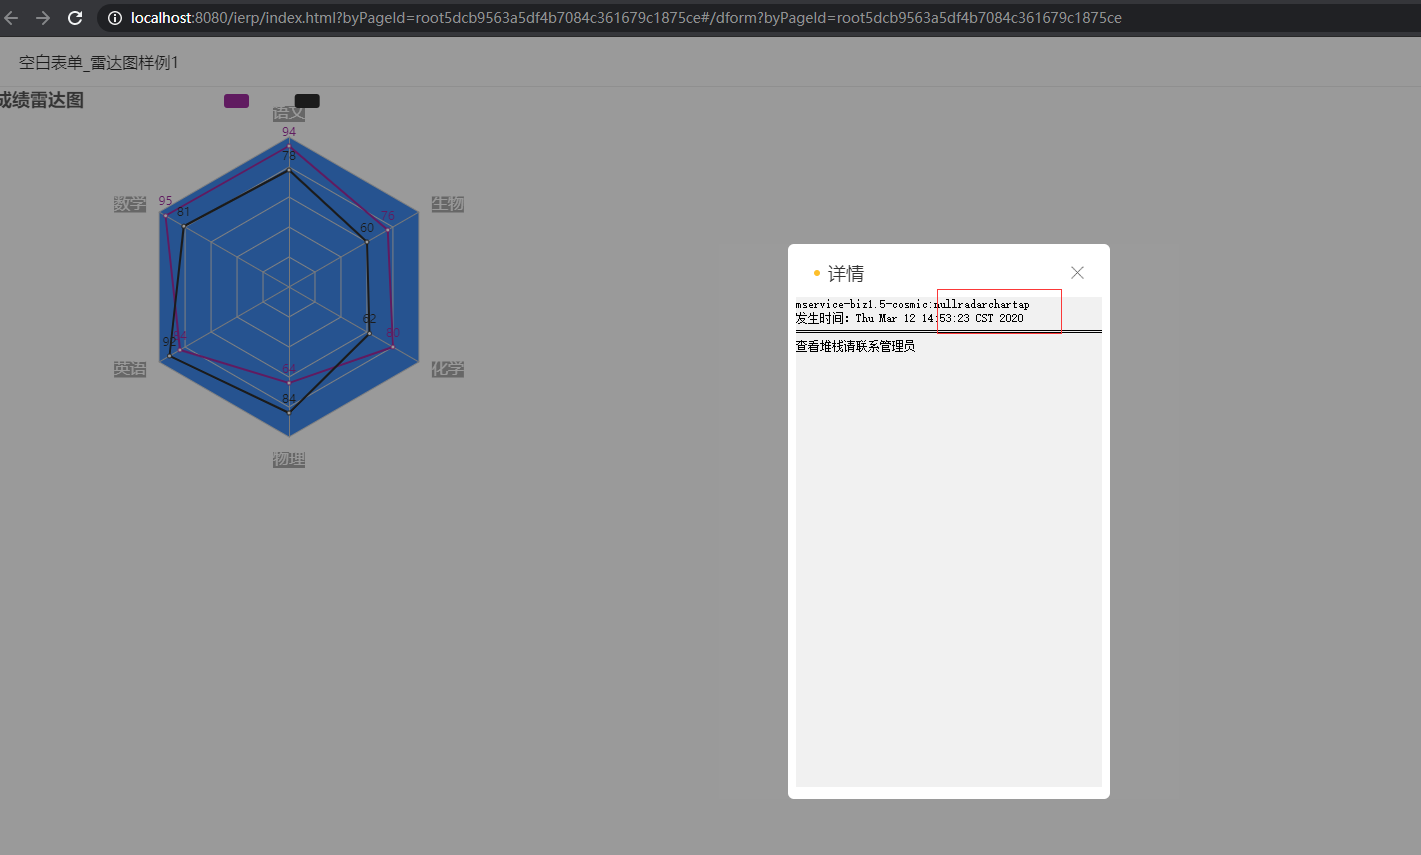 localhost:8080/ierp/index.html?byPageId=root5dcb9563a5df4b7084c361679c1875ce#/dform?byPageId=root5dcb9563a5df4b7084c361679c1875ce
空白表单_雷达图样例1
成绩雷达图
语文
94
78
数学
95
81
生物
76
60
62
80
84
92
英语
化学
64
84
物理
详情
mservice-biz1.5-cosmic:nullradarchartap
发生时间: Thu Mar 12 14:53:23 CST 2020
查看堆栈请联系管理员